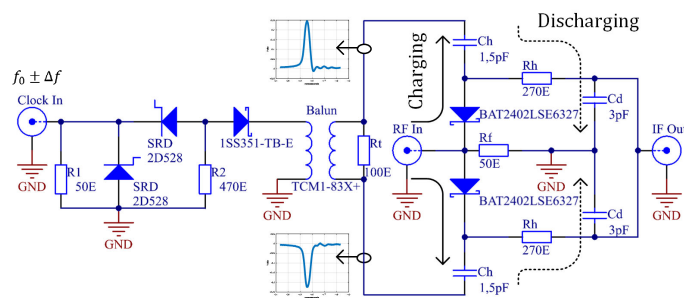 Discharging
Charging
Ch
1,5pF
Rh
270E
f₀ ± Δf
Clock In
Balun
Cd
3pF
SRD
2D528
1SS351-TB-E
BAT2402LSE6327
RF In
Rt
100E
Rf
50E
IF Out
R1
50E
SRD
2D528
R2
470E
TCM1-83X+
GND
GND
GND
GND
GND
GND
GND
BAT2402LSE6327
Cd
3pF
Rh
270E
Ch
1,5pF